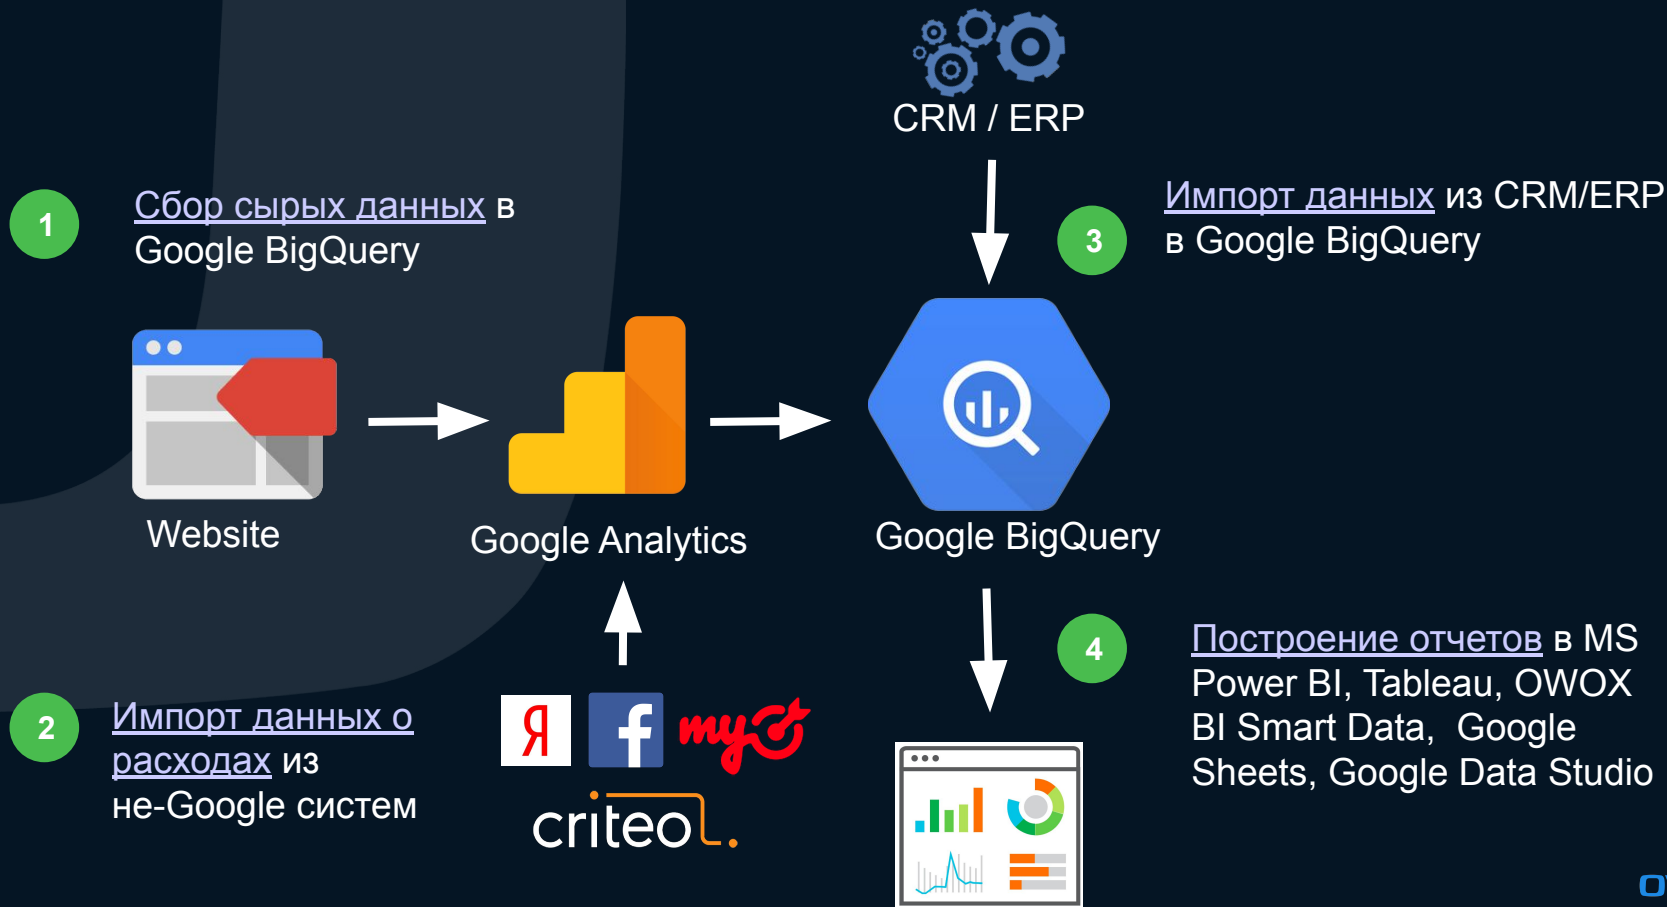 CRM / ERP
1
Сбор сырых данных в
Google BigQuery
3
Импорт данных из CRM/ERP
в Google BigQuery
Website
Google Analytics
Google BigQuery
2
Импорт данных о
расходах из
не-Google систем
Я
f
my
criteo
4
Построение отчетов в MS
Power BI, Tableau, OWOX
BI Smart Data, Google
Sheets, Google Data Studio